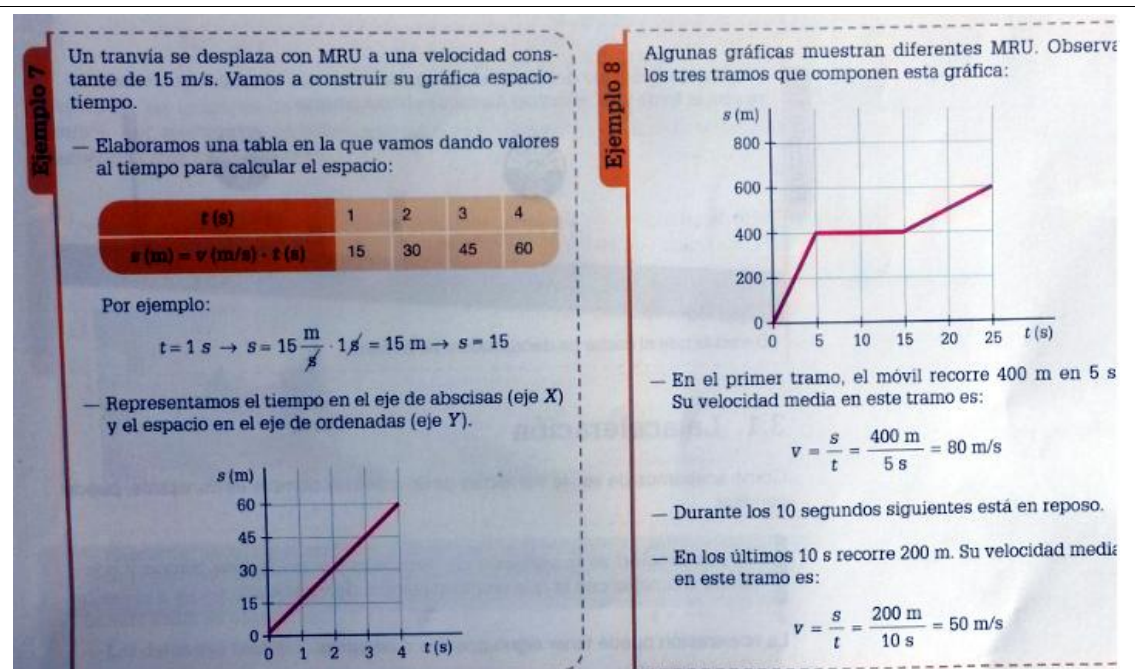 Ejemplo 7
Un tranvía se desplaza con MRU a una velocidad cons-
tante de 15 m/s. Vamos a construir su gráfica espacio-
tiempo.
— Elaboramos una tabla en la que vamos dando valores
al tiempo para calcular el espacio:
t (s) 1 2 3 4
s (m) = v (m/s) · t (s) 15 30 45 60
Por ejemplo:
t = 1 s → s = 15 m/s · 1 s = 15 m → s = 15
— Representamos el tiempo en el eje de abscisas (eje X)
y el espacio en el eje de ordenadas (eje Y).
s (m)
60
45
30
15
0
0 1 2 3 4 t (s)
Ejemplo 8
Algunas gráficas muestran diferentes MRU. Observa
los tres tramos que componen esta gráfica:
s (m)
800
600
400
200
0
0 5 10 15 20 25 t (s)
— En el primer tramo, el móvil recorre 400 m en 5 s
Su velocidad media en este tramo es:
v = s/t = 400 m/5 s = 80 m/s
— Durante los 10 segundos siguientes está en reposo.
— En los últimos 10 s recorre 200 m. Su velocidad media
en este tramo es:
v = s/t = 200 m/10 s = 50 m/s